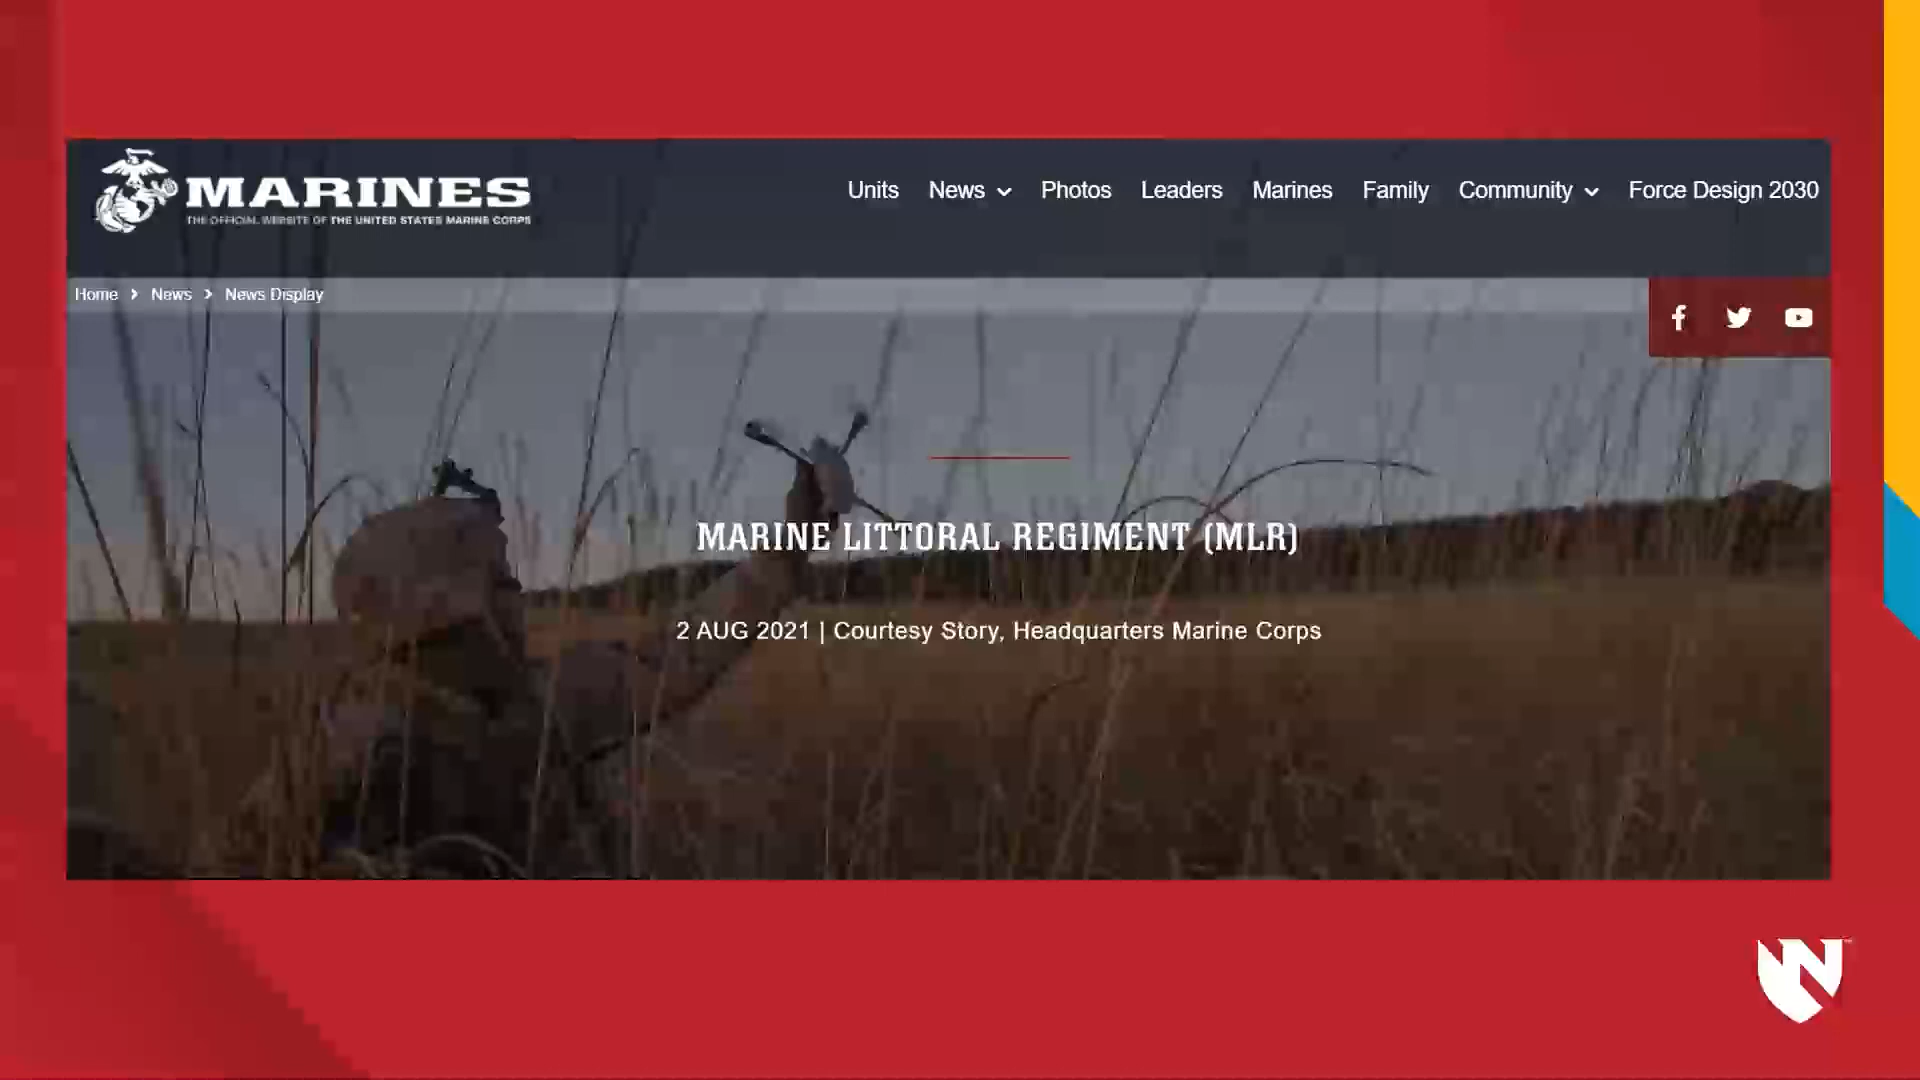 MARINES
THE OFFICIAL WEBSITE OF THE UNITED STATES MARINE CORPS
Units News Photos Leaders Marines Family Community Force Design 2030
Home > News > News Display
MARINE LITTORAL REGIMENT (MLR)
2 AUG 2021 | Courtesy Story, Headquarters Marine Corps